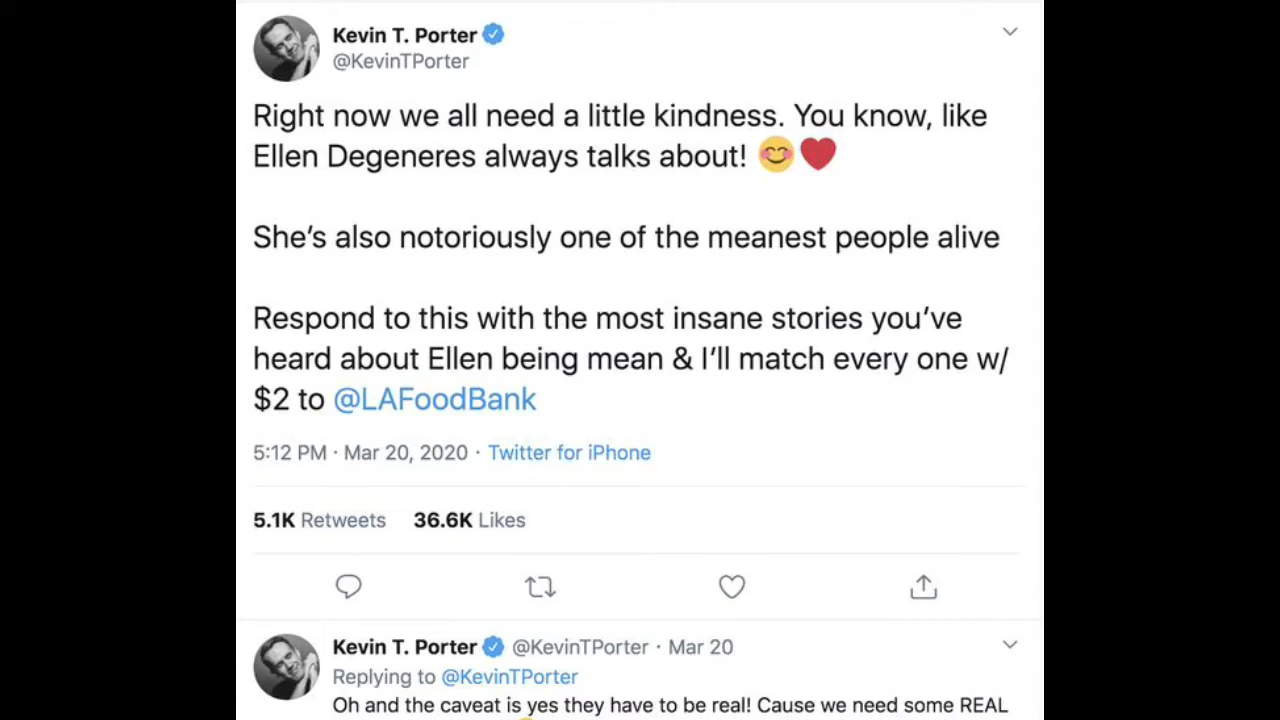 Kevin T. Porter
@KevinTPorter
Right now we all need a little kindness. You know, like
Ellen Degeneres always talks about! 😊❤️
She's also notoriously one of the meanest people alive
Respond to this with the most insane stories you've
heard about Ellen being mean & I'll match every one w/
$2 to @LAFoodBank
5:12 PM · Mar 20, 2020 · Twitter for iPhone
5.1K Retweets 36.6K Likes
Kevin T. Porter @KevinTPorter · Mar 20
Replying to @KevinTPorter
Oh and the caveat is yes they have to be real! Cause we need some REAL